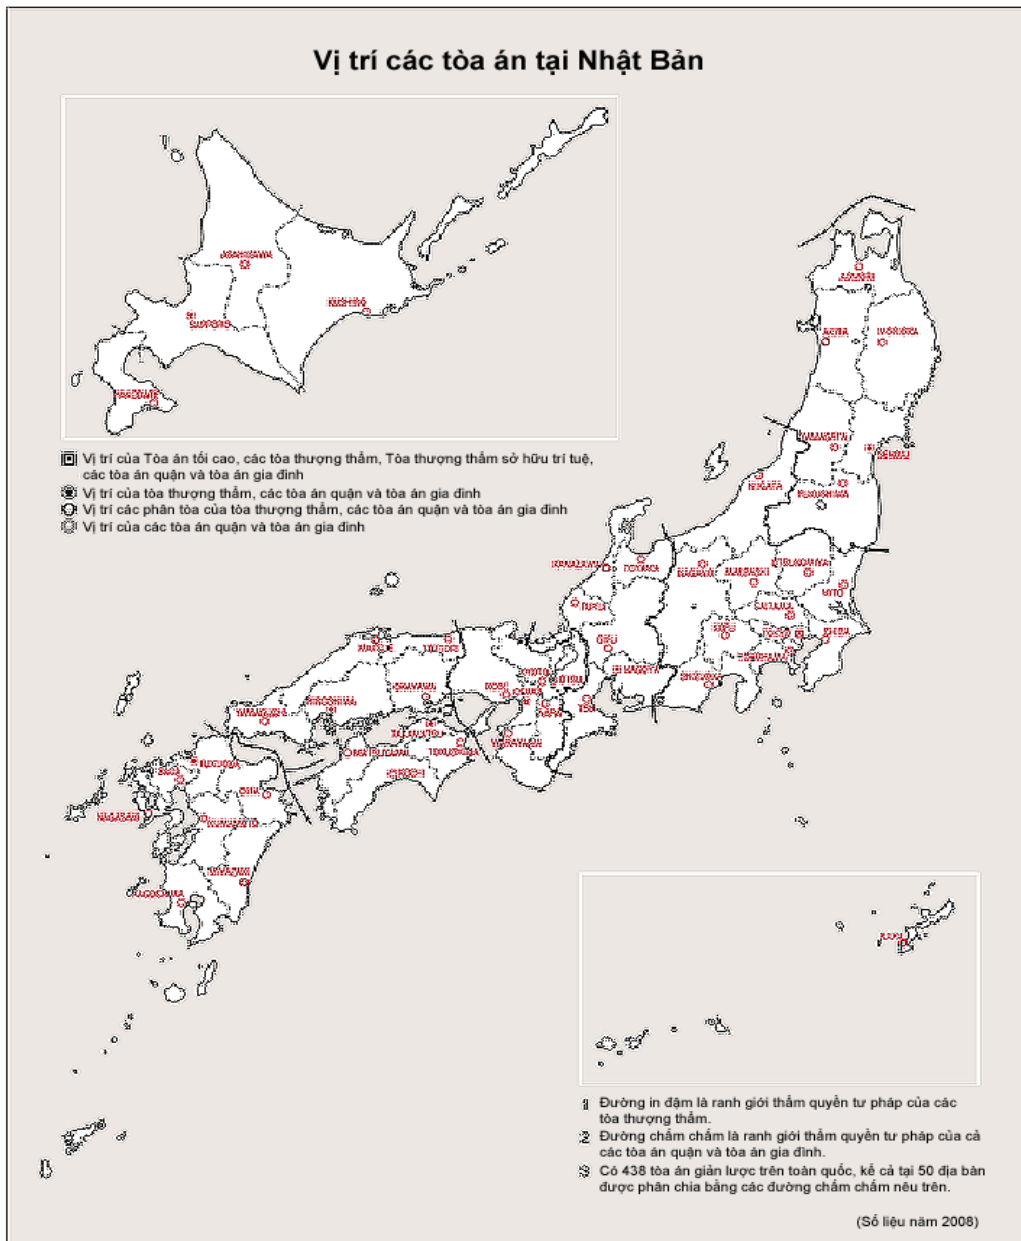 Vị trí các tòa án tại Nhật Bản
ASAHIKAWA
KUSHIRO
SAPPORO
HAKODATE
Vị trí của Tòa án tối cao, các tòa thượng thẩm, Tòa thượng thẩm sở hữu trí tuệ,
các tòa án quận và tòa án gia đình
Vị trí của tòa thượng thẩm, các tòa án quận và tòa án gia đình
Vị trí các phân tòa của tòa thượng thẩm, các tòa án quận và tòa án gia đình
Vị trí của các tòa án quận và tòa án gia đình
AKITA
MORIOKA
YAMAGATA
SENDAI
NIIGATA
FUKUSHIMA
KANAZAWA
TOYAMA
NAGANO
MAEBASHI
UTSUNOMIYA
MITO
FUKUI
SAITAMA
KOFU
CHIBA
GIFU
NAGOYA
SHIZUOKA
MATSUE
TOTTORI
KYOTO
OTSU
OKAYAMA
KOBE
OSAKA
TSU
NARA
HIROSHIMA
YAMAGUCHI
TAKAMATSU
TOKUSHIMA
WAKAYAMA
MATSUYAMA
KOCHI
FUKUOKA
SAGA
OITA
NAGASAKI
KUMAMOTO
MIYAZAKI
KAGOSHIMA
1 Đường in đậm là ranh giới thẩm quyền tư pháp của các
tòa thượng thẩm.
2 Đường chấm chấm là ranh giới thẩm quyền tư pháp của cả
các tòa án quận và tòa án gia đình.
3 Có 438 tòa án giản lược trên toàn quốc, kể cả tại 50 địa bàn
được phân chia bằng các đường chấm chấm nêu trên.
(Số liệu năm 2008)